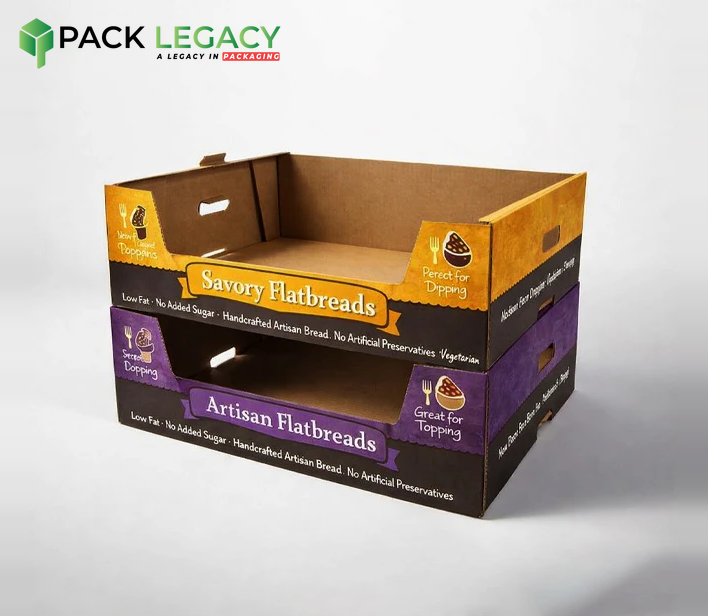 PACK LEGACY
A LEGACY IN PACKAGING
Doppans
Perect for
Dipping
Savory Flatbreads
Low Fat · No Added Sugar · Handcrafted Artisan Bread. No Artificial Preservatives Vegetarian
Secret
Dopping
Great for
Topping
Artisan Flatbreads
Low Fat · No Added Sugar · Handcrafted Artisan Bread. No Artificial Preservatives